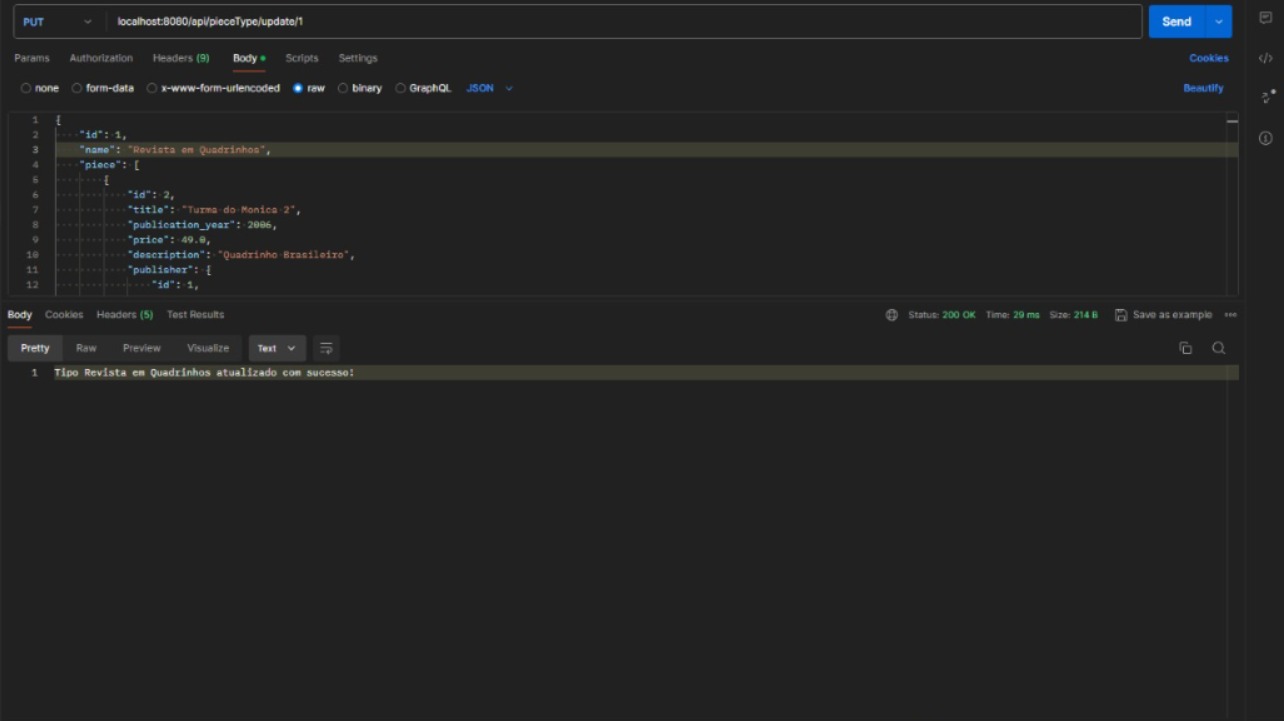 PUT localhost:8080/api/pieceType/update/1 Send
Params Authorization Headers (9) Body Scripts Settings Cookies
none form-data x-www-form-urlencoded raw binary GraphQL JSON Beautify
1 {
2 "id": 1,
3 "name": "Revista em Quadrinhos",
4 "piece": [
5 {
6 "id": 2,
7 "title": "Turma do Monica 2",
8 "publication_year": 2006,
9 "price": 49.0,
10 "description": "Quadrinho Brasileiro",
11 "publisher": {
12 "id": 1,
Body Cookies Headers (5) Test Results Status: 200 OK Time: 29 ms Size: 214 B Save as example
Pretty Raw Preview Visualize Text
1 Tipo Revista em Quadrinhos atualizado com sucesso!